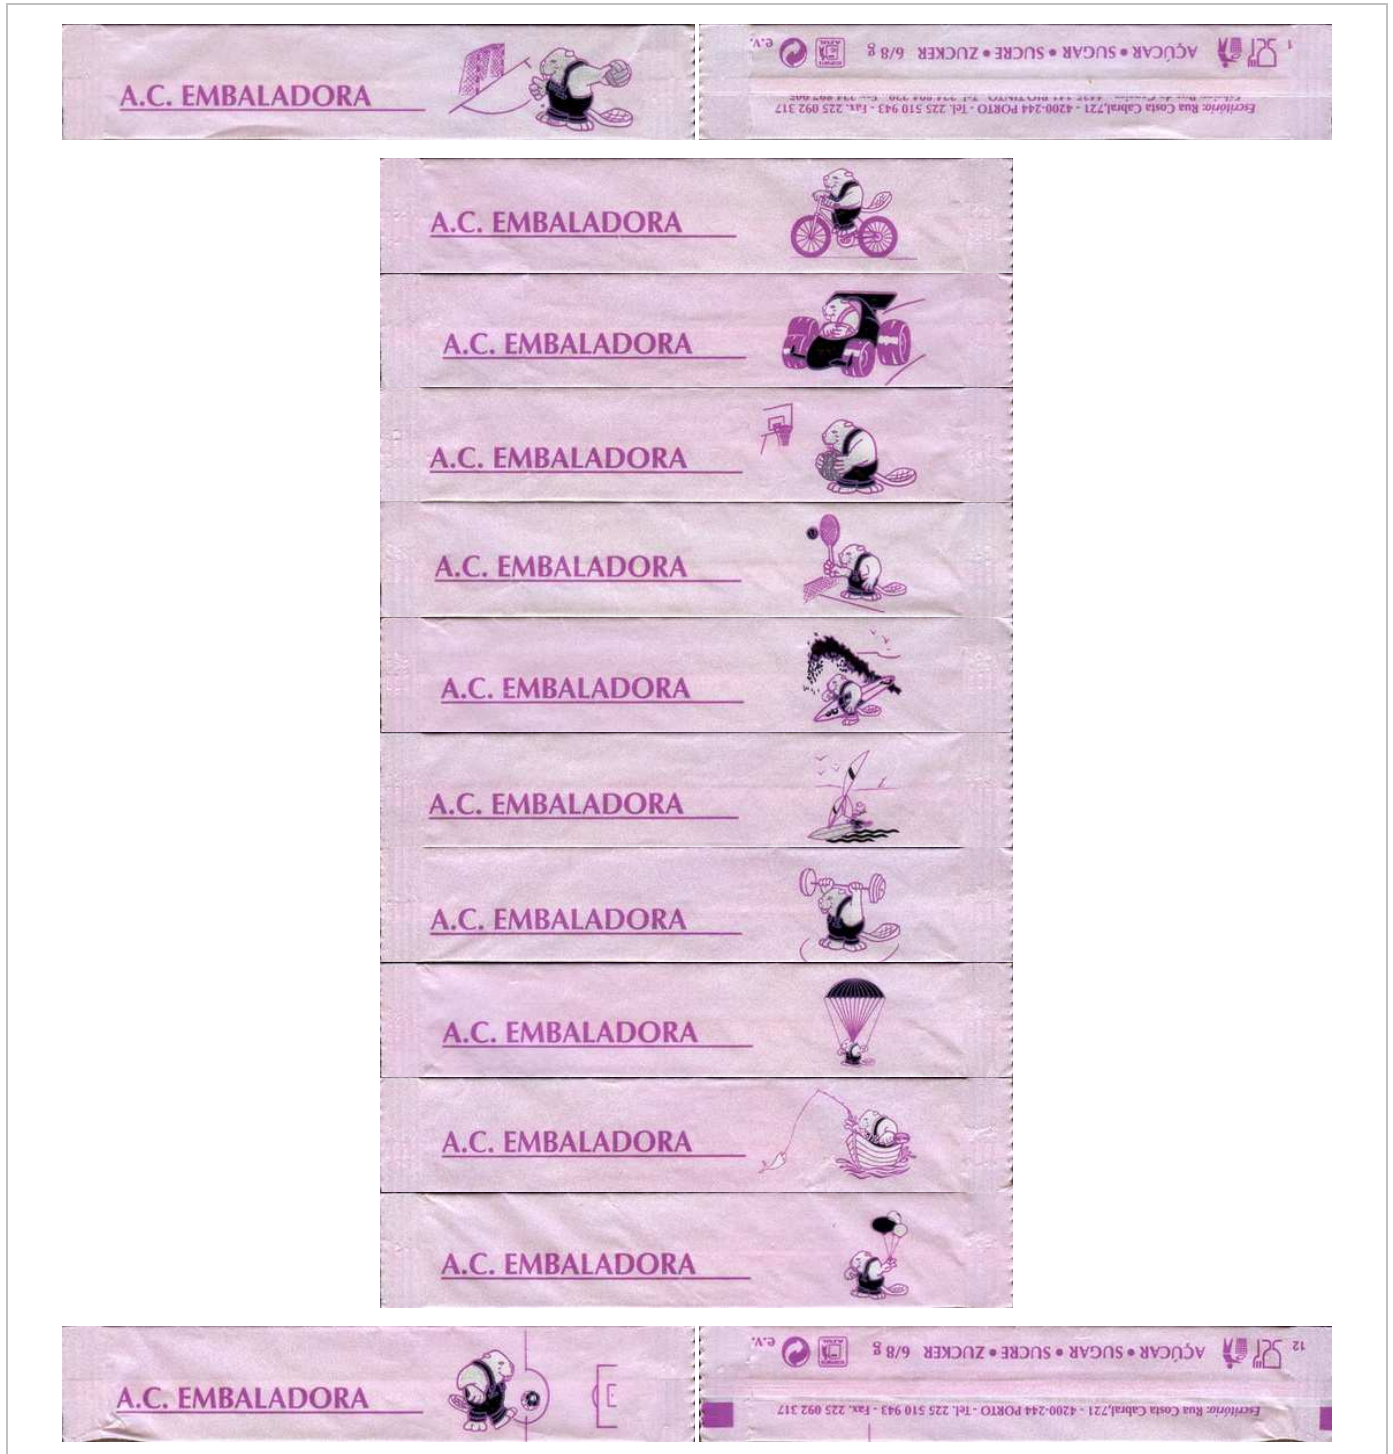 A.C. EMBALADORA
1
AÇÚCAR • SUGAR • SUCRE • ZUCKER 6/8 g
e.v.
Escritório: Rua Costa Cabral,721 - 4200-244 PORTO - Tel. 225 510 943 - Fax. 225 092 317
A.C. EMBALADORA
A.C. EMBALADORA
A.C. EMBALADORA
A.C. EMBALADORA
A.C. EMBALADORA
A.C. EMBALADORA
A.C. EMBALADORA
A.C. EMBALADORA
A.C. EMBALADORA
A.C. EMBALADORA
A.C. EMBALADORA
12
AÇÚCAR • SUGAR • SUCRE • ZUCKER 6/8 g
e.v.
Escritório: Rua Costa Cabral,721 - 4200-244 PORTO - Tel. 225 510 943 - Fax. 225 092 317